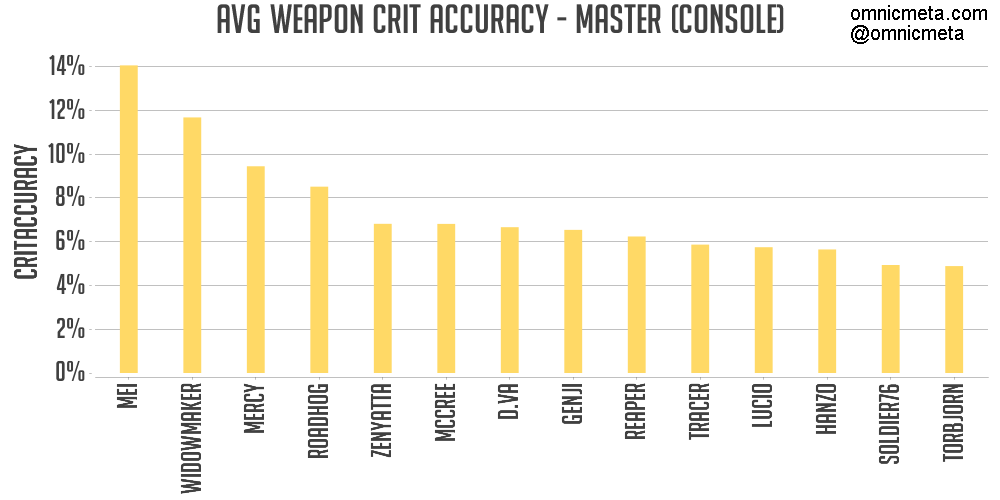 AVG WEAPON CRIT ACCURACY - MASTER (CONSOLE)
omnicmeta.com
@omnicmeta
CRITACCURACY
14%
12%
10%
8%
6%
4%
2%
0%
MEI
WIDOWMAKER
MERCY
ROADHOG
ZENYATTA
MCCREE
D.VA
GENJI
REAPER
TRACER
LUCIO
HANZO
SOLDIER76
TORBJORN